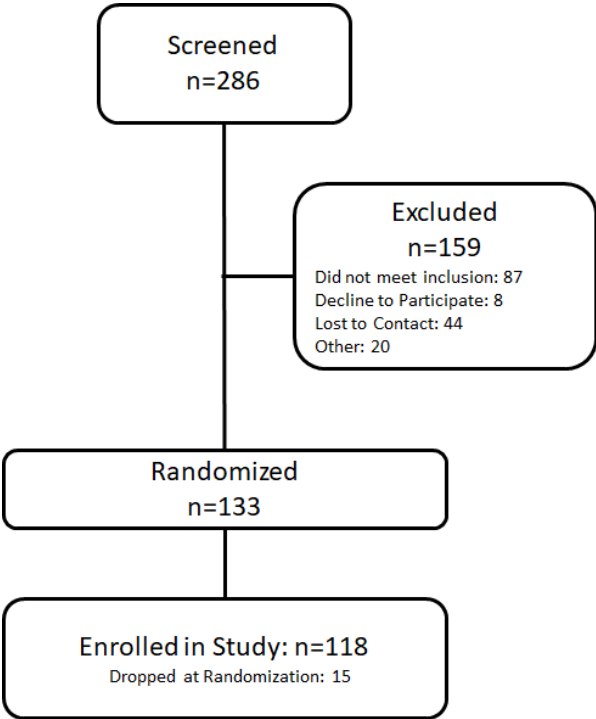 Screened
n=286
Excluded
n=159
Did not meet inclusion: 87
Decline to Participate: 8
Lost to Contact: 44
Other: 20
Randomized
n=133
Enrolled in Study: n=118
Dropped at Randomization: 15